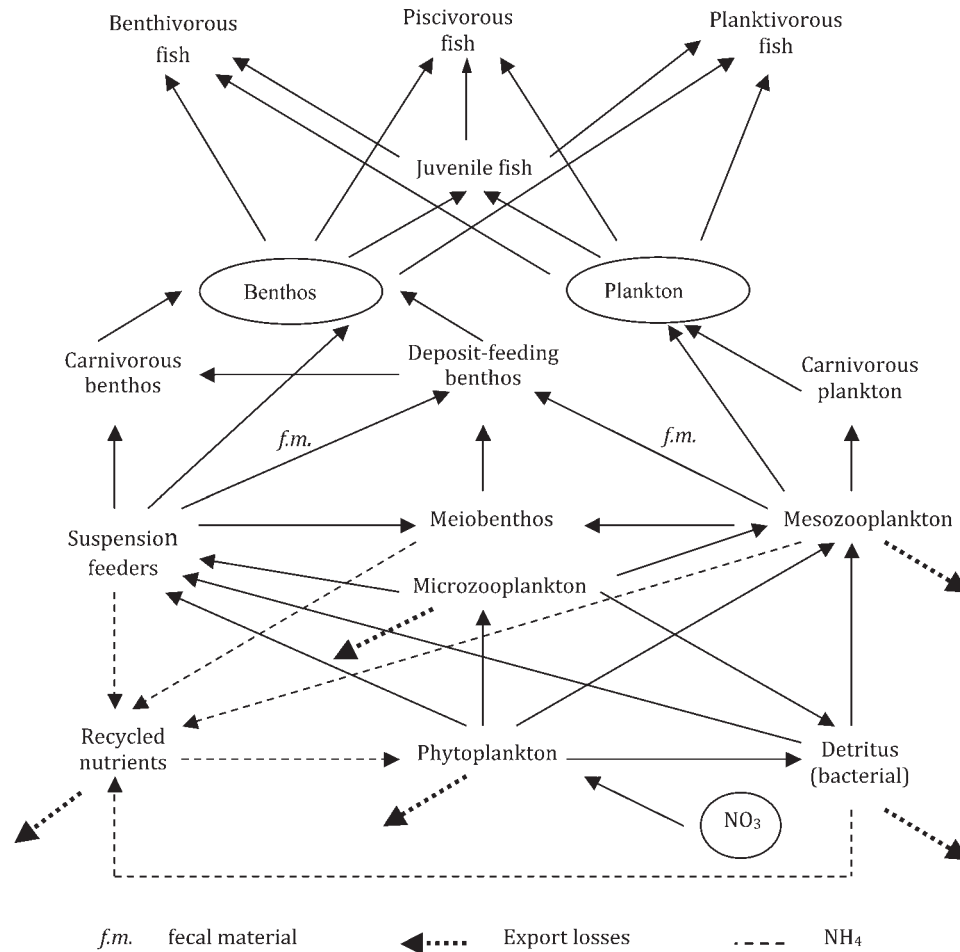 Benthivorous
fish
Piscivorous
fish
Planktivorous
fish
Juvenile fish
Benthos
Plankton
Carnivorous
benthos
Deposit-feeding
benthos
Carnivorous
plankton
f.m.
f.m.
Suspension
feeders
Meiobenthos
Mesozooplankton
Microzooplankton
Recycled
nutrients
Phytoplankton
Detritus
(bacterial)
NO₃
f.m. fecal material Export losses NH₄